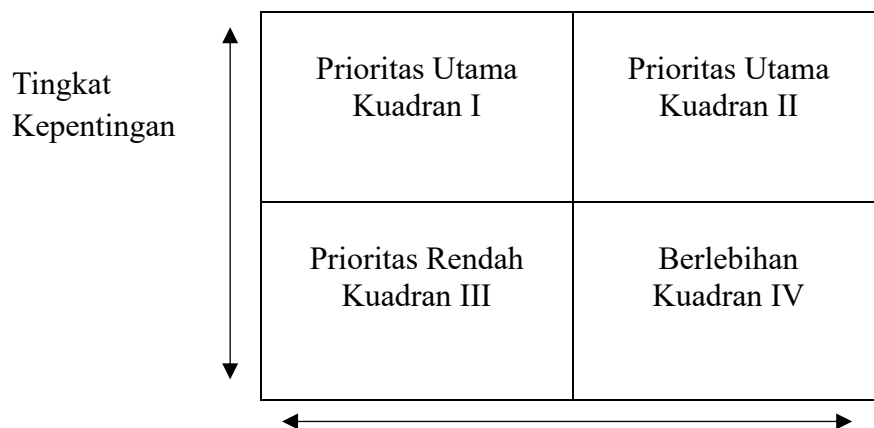 Tingkat
Kepentingan
Prioritas Utama
Kuadran I
Prioritas Utama
Kuadran II
Prioritas Rendah
Kuadran III
Berlebihan
Kuadran IV